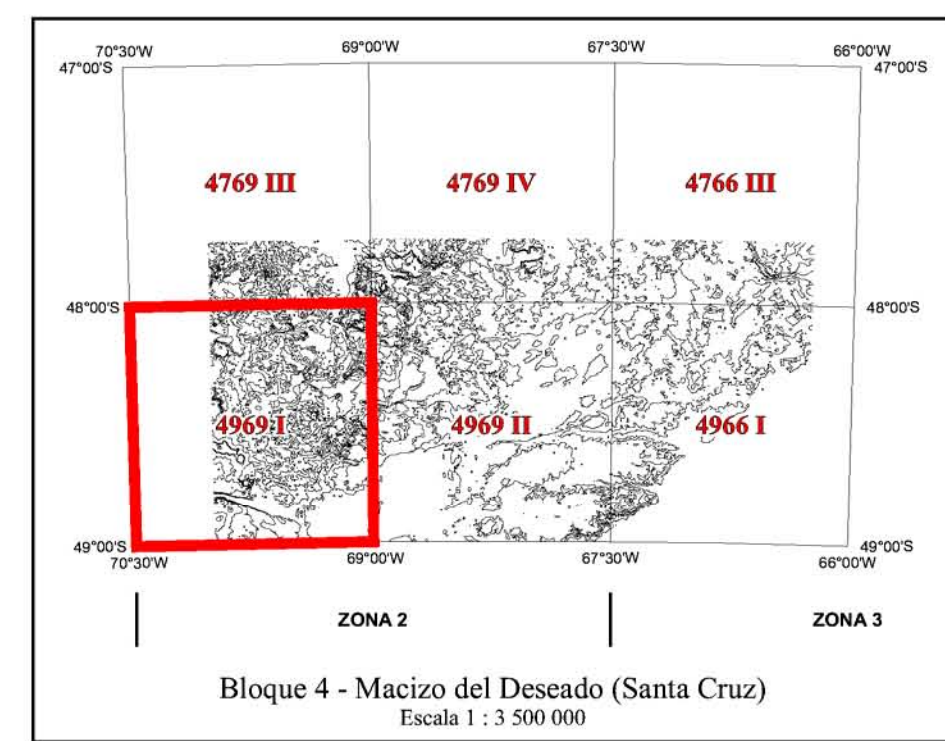 70°30'W 69°00'W 67°30'W 66°00'W
47°00'S 47°00'S
4769 III 4769 IV 4766 III
48°00'S 48°00'S
4969 I 4969 II 4966 I
49°00'S 49°00'S
70°30'W 69°00'W 67°30'W 66°00'W
ZONA 2 ZONA 3
Bloque 4 - Macizo del Deseado (Santa Cruz)
Escala 1 : 3 500 000